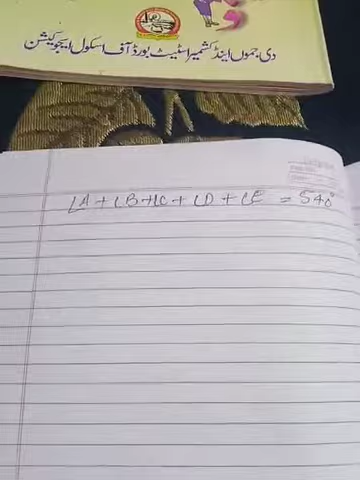 دی جموں اینڈ کشمیر اسٹیٹ بورڈ آف اسکول ایجوکیشن
∠A + ∠B + ∠C + ∠D + ∠E = 540°